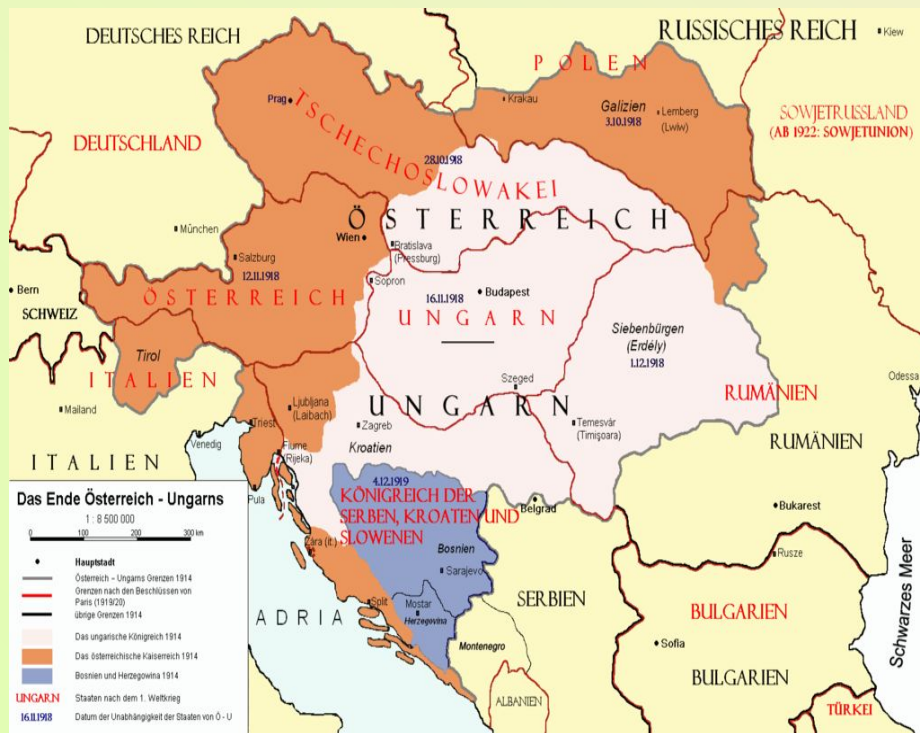 DEUTSCHES REICH
RUSSISCHES REICH
Kiew
POLEN
Krakau
Galizien
3.10.1918
Lemberg
(Lwiw)
SOWJETRUSSLAND
(AB 1922: SOWJETUNION)
Prag
TSCHECHOSLOWAKEI
28.10.1918
DEUTSCHLAND
München
Salzburg
Wien
ÖSTERREICH
Bratislava
(Pressburg)
12.11.1918
ÖSTERREICH
Sopron
Bern
SCHWEIZ
16.11.1918
Budapest
UNGARN
Siebenbürgen
(Erdély)
1.12.1918
Tirol
ITALIEN
Mailand
Venedig
Triest
Ljubljana
(Laibach)
Zagreb
UNGARN
Szeged
Temesvár
(Timişoara)
RUMÄNIEN
Odessa
RUMÄNIEN
ITALIEN
Fiume
(Rijeka)
Kroatien
Pula
4.12.1919
KÖNIGREICH DER
SERBEN, KROATEN UND
SLOWENEN
Belgrad
Bukarest
Zára (it.)
Bosnien
Sarajevo
Rusze
Split
Mostar
Herzegovina
ADRIA
SERBIEN
Montenegro
BULGARIEN
Sofia
BULGARIEN
ALBANIEN
TÜRKEI
Schwarzes Meer
Das Ende Österreich - Ungarns
1 : 8 500 000
0 100 200 300 km
Hauptstadt
Österreich – Ungarns Grenzen 1914
Grenzen nach den Beschlüssen von
Paris (1919/20)
übrige Grenzen 1914
Das ungarische Königreich 1914
Das österreichische Kaiserreich 1914
Bosnien und Herzegowina 1914
UNGARN Staaten nach dem 1. Weltkrieg
16.11.1918 Datum der Unabhängigkeit der Staaten von Ö - U